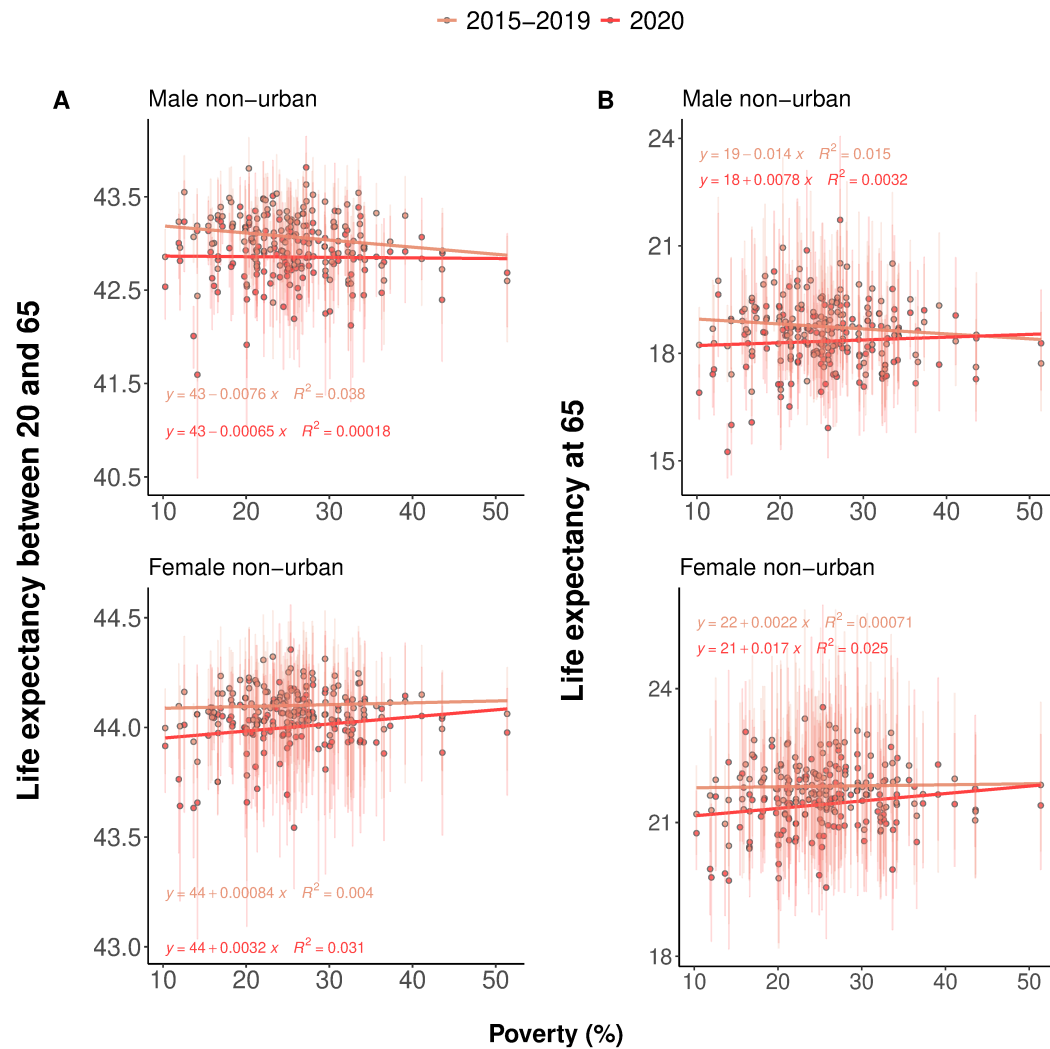 2015−2019 2020
A
Male non−urban
43.5
42.5
41.5
40.5
y = 43 − 0.0076 x R2 = 0.038
y = 43 − 0.00065 x R2 = 0.00018
10 20 30 40 50
B
Male non−urban
24
21
18
15
y = 19 − 0.014 x R2 = 0.015
y = 18 + 0.0078 x R2 = 0.0032
10 20 30 40 50
Life expectancy between 20 and 65
Female non−urban
44.5
44.0
43.5
43.0
y = 44 + 0.00084 x R2 = 0.004
y = 44 + 0.0032 x R2 = 0.031
10 20 30 40 50
Life expectancy at 65
Female non−urban
24
21
18
y = 22 + 0.0022 x R2 = 0.00071
y = 21 + 0.017 x R2 = 0.025
10 20 30 40 50
Poverty (%)